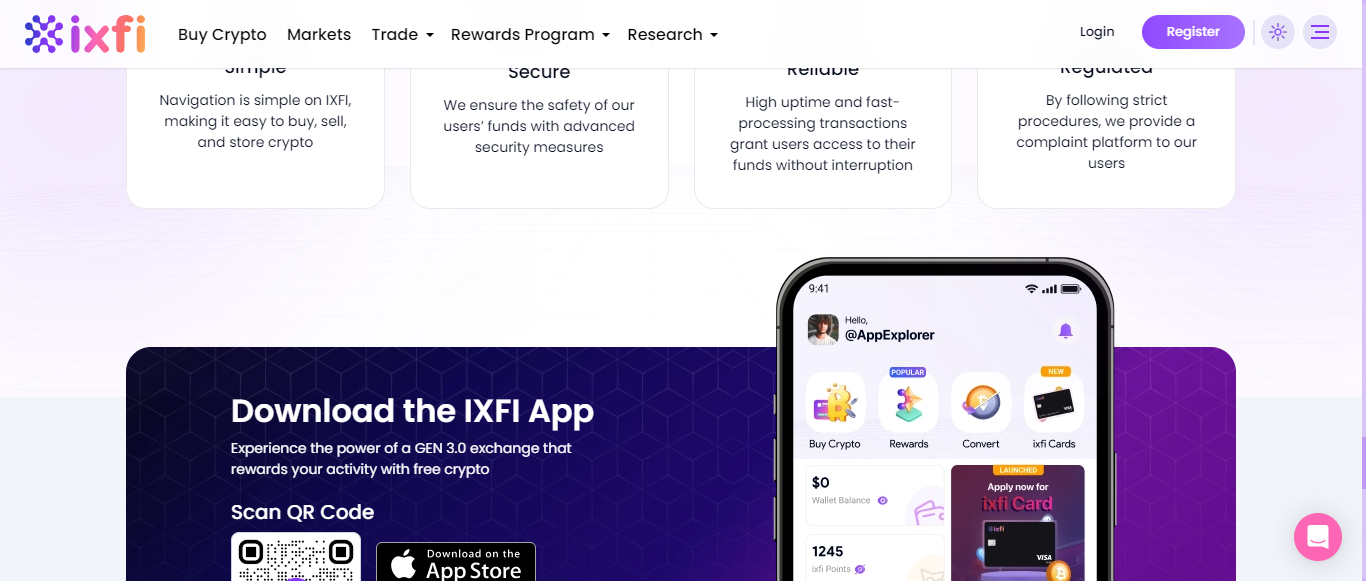 ixfi
Buy Crypto
Markets
Trade
Rewards Program
Research
Login
Register
Simple
Navigation is simple on IXFI,
making it easy to buy, sell,
and store crypto
Secure
We ensure the safety of our
users’ funds with advanced
security measures
Reliable
High uptime and fast-
processing transactions
grant users access to their
funds without interruption
Regulated
By following strict
procedures, we provide a
complaint platform to our
users
Download the IXFI App
Experience the power of a GEN 3.0 exchange that
rewards your activity with free crypto
Scan QR Code
Download on the
App Store
9:41
Hello,
@AppExplorer
POPULAR
NEW
Buy Crypto
Rewards
Convert
ixfi Cards
VISA
$0
Wallet Balance
1245
ixfi Points
LAUNCHED
Apply now for
ixfi Card
ixfi
VISA